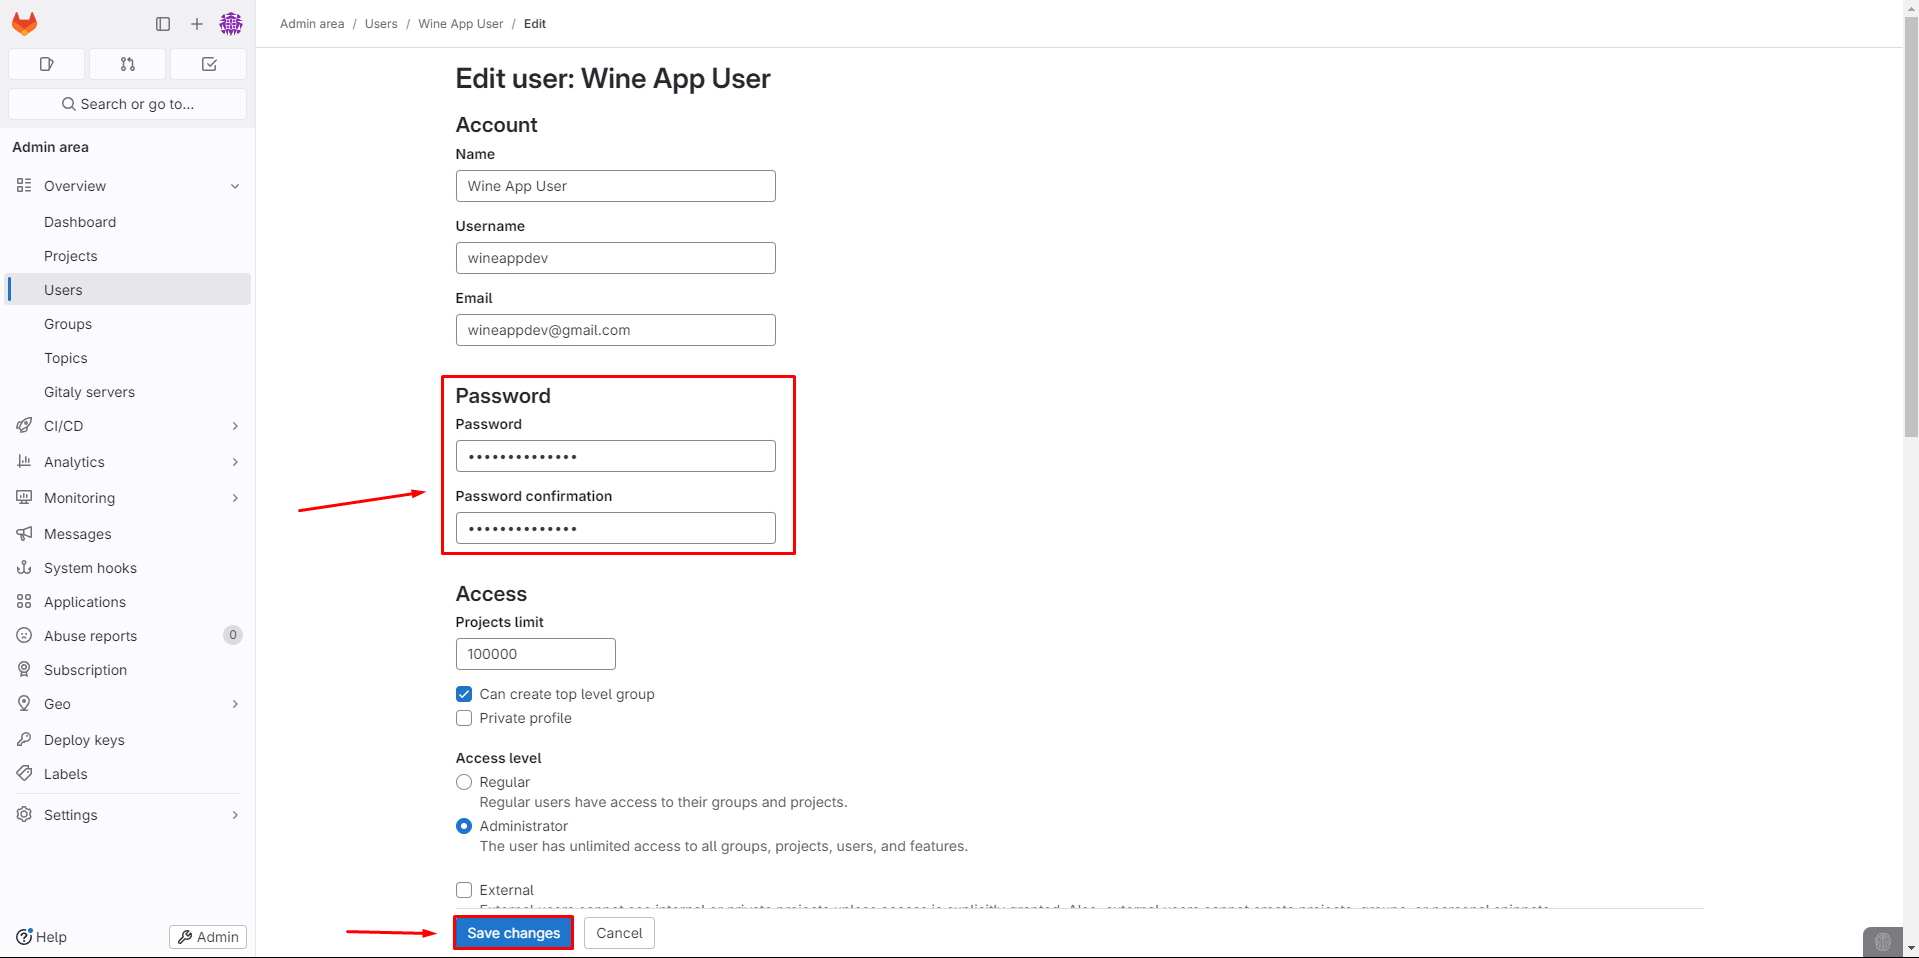 Admin area / Users / Wine App User / Edit
Search or go to...
Admin area
Overview
Dashboard
Projects
Users
Groups
Topics
Gitaly servers
CI/CD
Analytics
Monitoring
Messages
System hooks
Applications
Abuse reports 0
Subscription
Geo
Deploy keys
Labels
Settings
Help
Admin
Edit user: Wine App User
Account
Name
Wine App User
Username
wineappdev
Email
wineappdev@gmail.com
Password
Password
••••••••••••••
Password confirmation
••••••••••••••
Access
Projects limit
100000
Can create top level group
Private profile
Access level
Regular
Regular users have access to their groups and projects.
Administrator
The user has unlimited access to all groups, projects, users, and features.
External
Save changes
Cancel